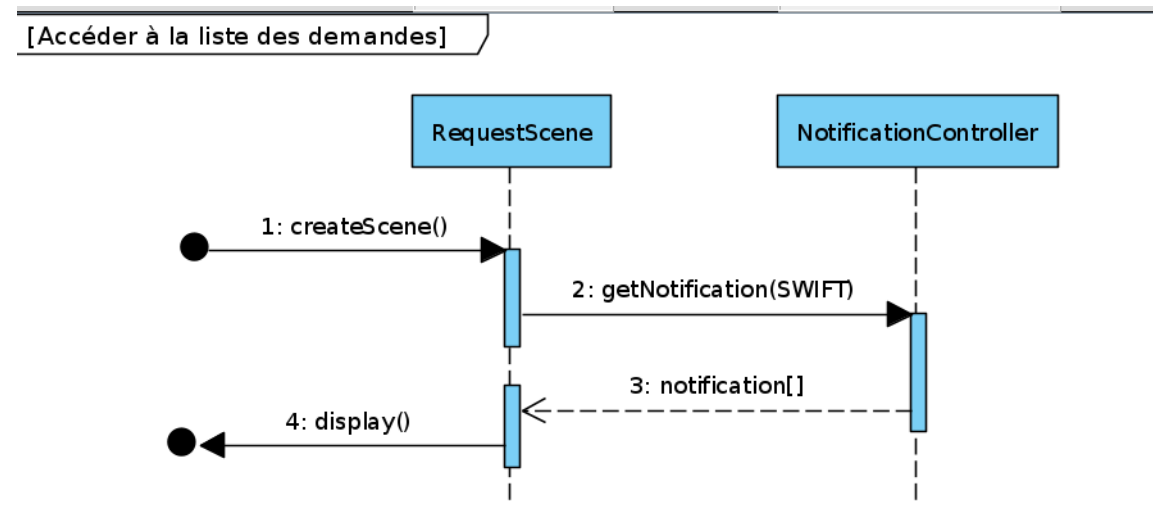 [Accéder à la liste des demandes]
RequestScene
NotificationController
1: createScene()
2: getNotification(SWIFT)
3: notification[]
4: display()